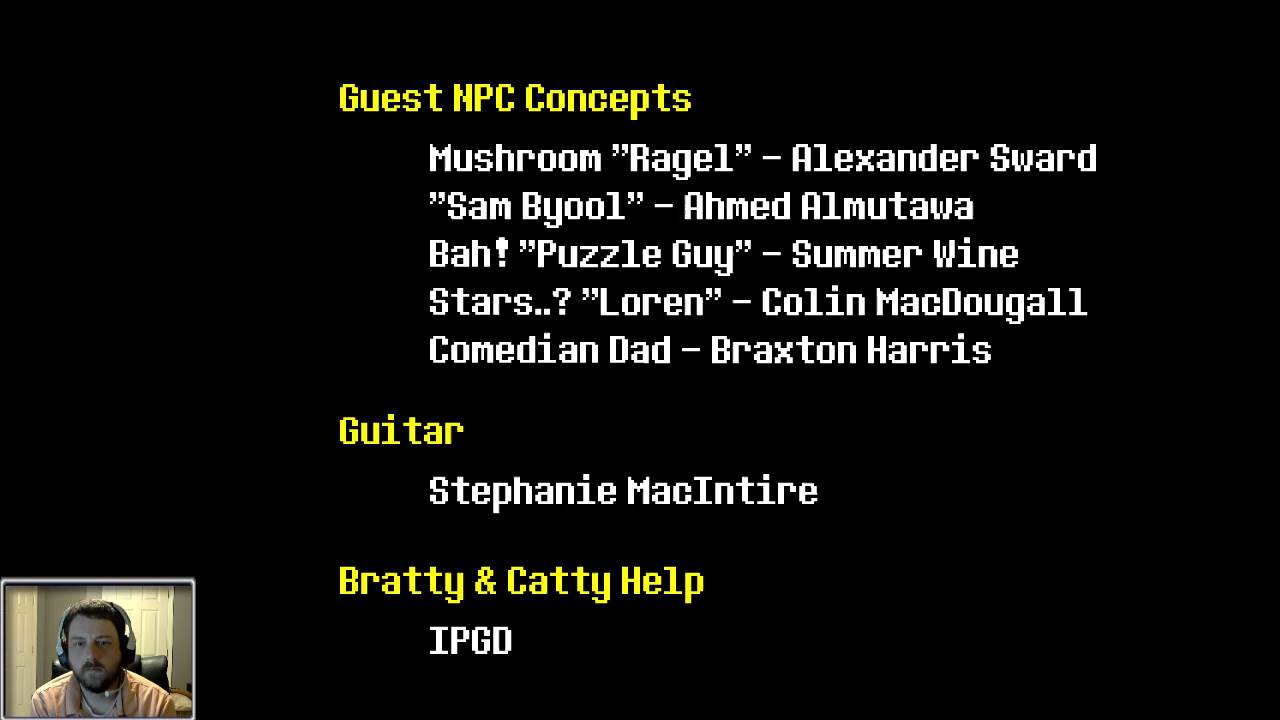 Guest NPC Concepts
Mushroom "Ragel" - Alexander Sward
"Sam Byool" - Ahmed Almutawa
Bah! "Puzzle Guy" - Summer Wine
Stars..? "Loren" - Colin MacDougall
Comedian Dad - Braxton Harris
Guitar
Stephanie MacIntire
Bratty & Catty Help
IPGD